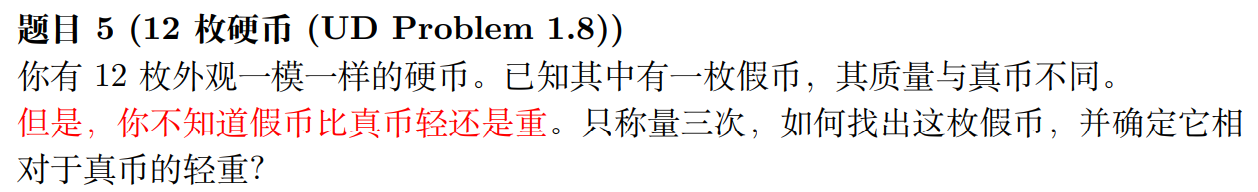 题目 5 (12 枚硬币 (UD Problem 1.8))
你有 12 枚外观一模一样的硬币。已知其中有一枚假币，其质量与真币不同。
但是，你不知道假币比真币轻还是重。只称量三次，如何找出这枚假币，并确定它相
对于真币的轻重?